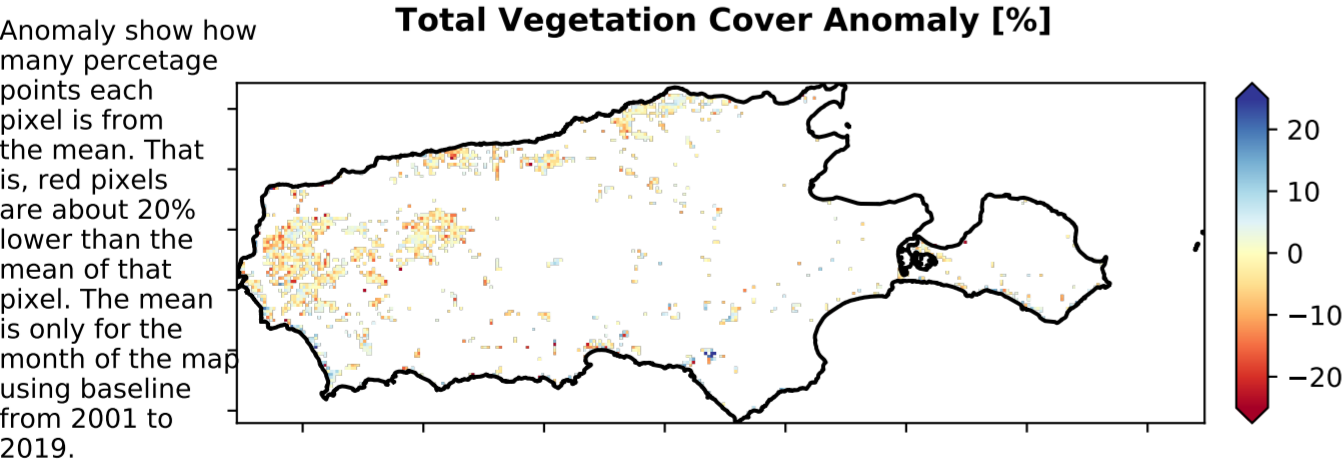 Total Vegetation Cover Anomaly [%]
Anomaly show how
many percetage
points each
pixel is from
the mean. That
is, red pixels
are about 20%
lower than the
mean of that
pixel. The mean
is only for the
month of the map
using baseline
from 2001 to
2019.
20
10
0
−10
−20